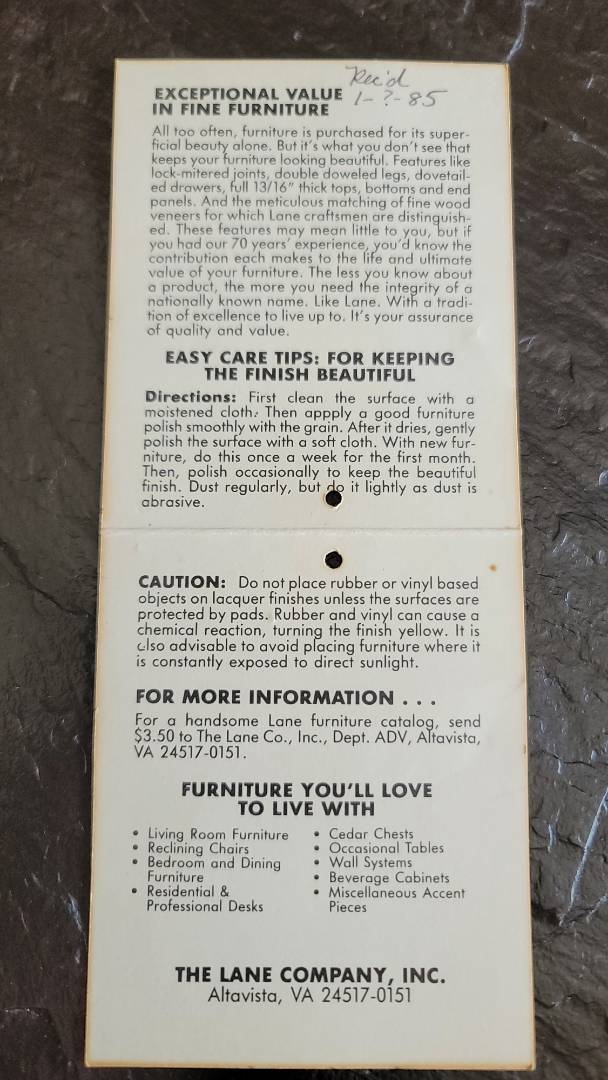 Rec'd
1-?-85
EXCEPTIONAL VALUE
IN FINE FURNITURE
All too often, furniture is purchased for its super-
ficial beauty alone. But it's what you don't see that
keeps your furniture looking beautiful. Features like
lock-mitered joints, double doweled legs, dovetail-
ed drawers, full 13/16" thick tops, bottoms and end
panels. And the meticulous matching of fine wood
veneers for which Lane craftsmen are distinguish-
ed. These features may mean little to you, but if
you had our 70 years' experience, you'd know the
contribution each makes to the life and ultimate
value of your furniture. The less you know about
a product, the more you need the integrity of a
nationally known name. Like Lane. With a tradi-
tion of excellence to live up to. It's your assurance
of quality and value.
EASY CARE TIPS: FOR KEEPING
THE FINISH BEAUTIFUL
Directions: First clean the surface with a
moistened cloth. Then appply a good furniture
polish smoothly with the grain. After it dries, gently
polish the surface with a soft cloth. With new fur-
niture, do this once a week for the first month.
Then, polish occasionally to keep the beautiful
finish. Dust regularly, but do it lightly as dust is
abrasive.
CAUTION: Do not place rubber or vinyl based
objects on lacquer finishes unless the surfaces are
protected by pads. Rubber and vinyl can cause a
chemical reaction, turning the finish yellow. It is
also advisable to avoid placing furniture where it
is constantly exposed to direct sunlight.
FOR MORE INFORMATION . . .
For a handsome Lane furniture catalog, send
$3.50 to The Lane Co., Inc., Dept. ADV, Altavista,
VA 24517-0151.
FURNITURE YOU'LL LOVE
TO LIVE WITH
• Living Room Furniture
• Reclining Chairs
• Bedroom and Dining
Furniture
• Residential &
Professional Desks
• Cedar Chests
• Occasional Tables
• Wall Systems
• Beverage Cabinets
• Miscellaneous Accent
Pieces
THE LANE COMPANY, INC.
Altavista, VA 24517-0151